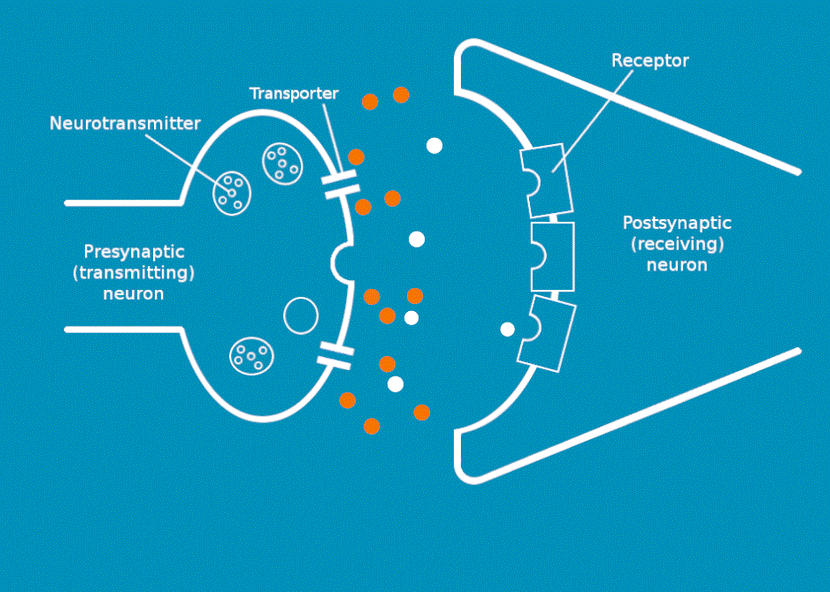 Receptor
Transporter
Neurotransmitter
Presynaptic
(transmitting)
neuron
Postsynaptic
(receiving)
neuron